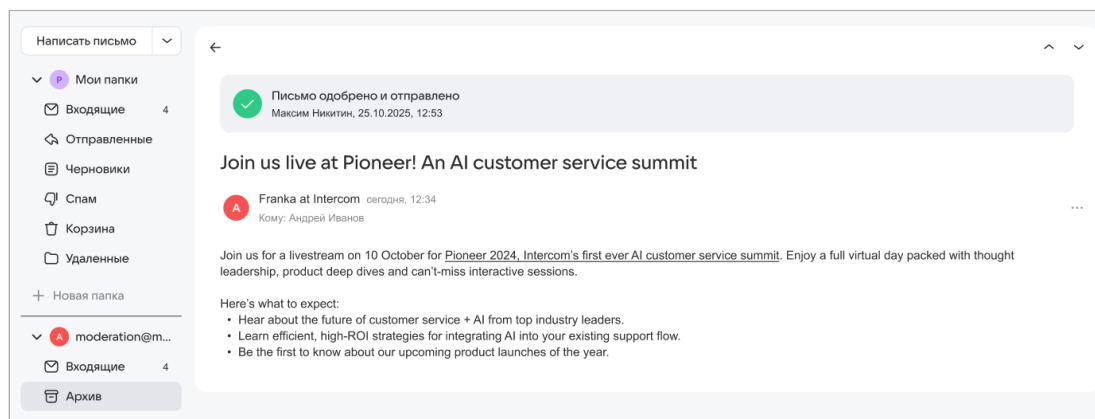 Написать письмо
Р Мои папки
Входящие 4
Отправленные
Черновики
Спам
Корзина
Удаленные
+ Новая папка
А moderation@m...
Входящие 4
Архив
Письмо одобрено и отправлено
Максим Никитин, 25.10.2025, 12:53
Join us live at Pioneer! An AI customer service summit
А
Franka at Intercom сегодня, 12:34
Кому: Андрей Иванов
Join us for a livestream on 10 October for Pioneer 2024, Intercom's first ever AI customer service summit. Enjoy a full virtual day packed with thought
leadership, product deep dives and can't-miss interactive sessions.
Here's what to expect:
• Hear about the future of customer service + AI from top industry leaders.
• Learn efficient, high-ROI strategies for integrating AI into your existing support flow.
• Be the first to know about our upcoming product launches of the year.